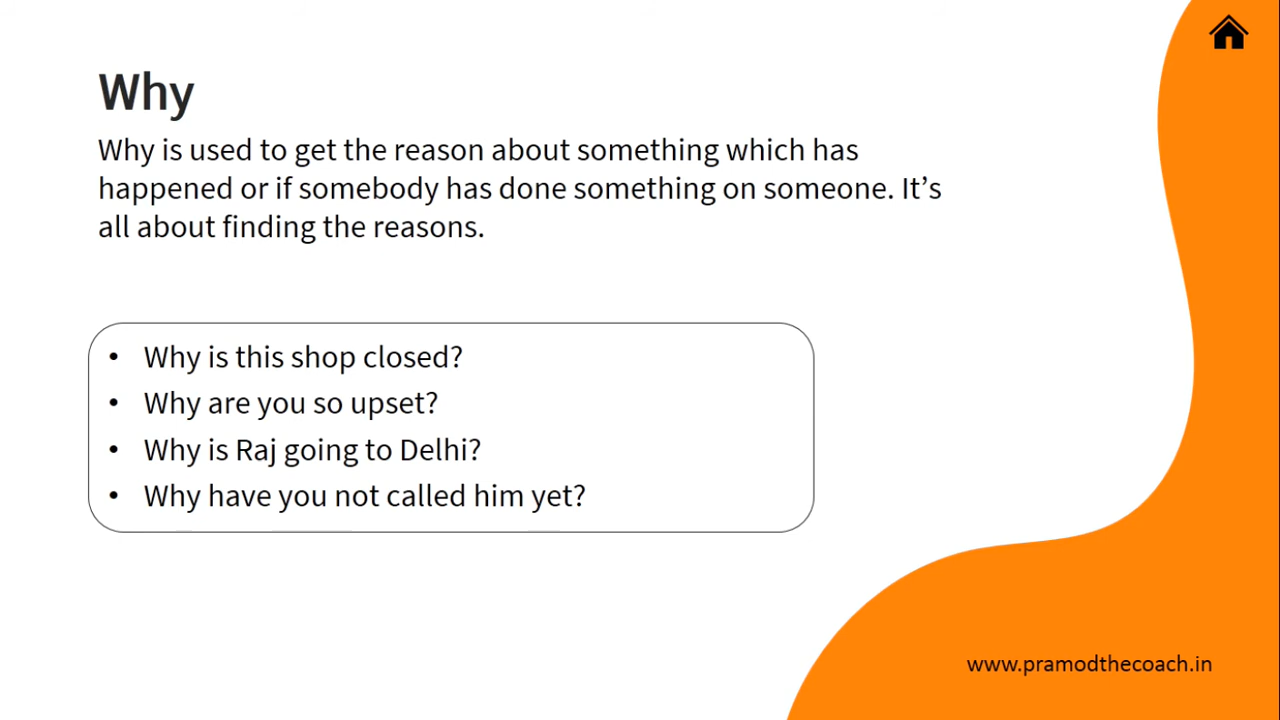 Why
Why is used to get the reason about something which has
happened or if somebody has done something on someone. It’s
all about finding the reasons.
• Why is this shop closed?
• Why are you so upset?
• Why is Raj going to Delhi?
• Why have you not called him yet?
www.pramodthecoach.in